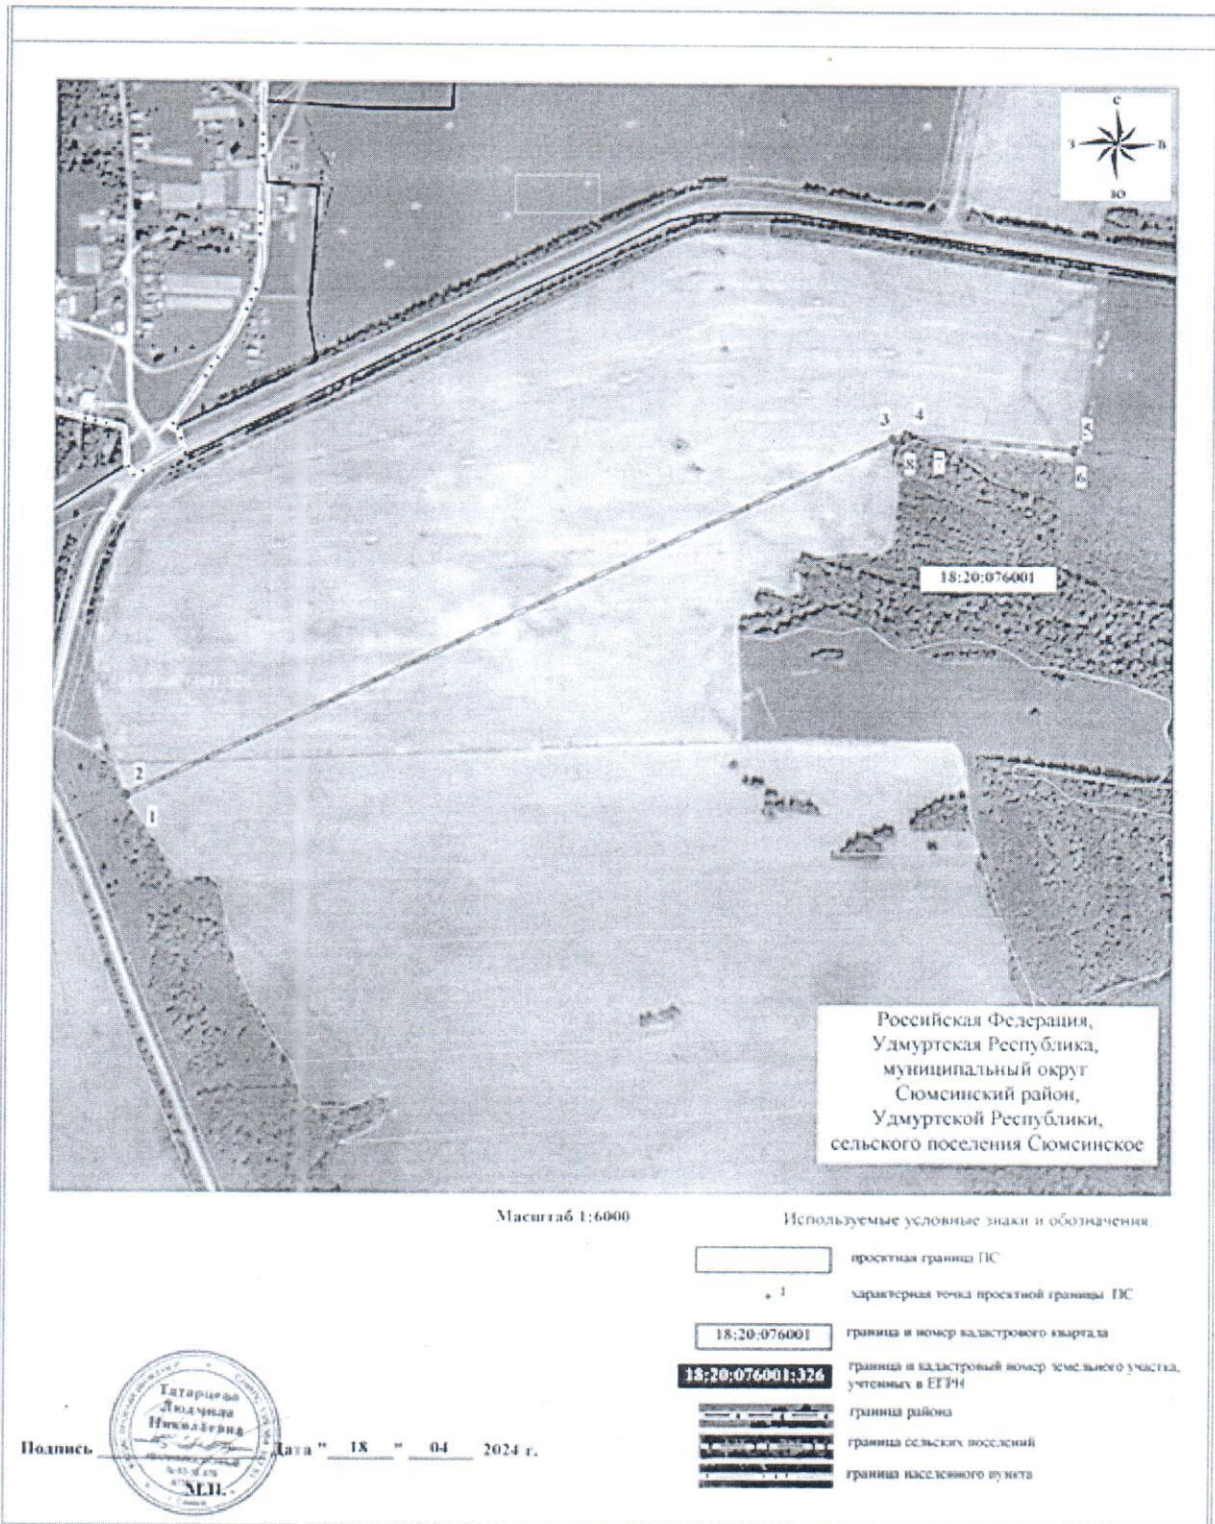 С
З
В
Ю
3
4
5
8
7
6
18:20:076001
2
1
Российская Федерация,
Удмуртская Республика,
муниципальный округ
Сюмсинский район,
Удмуртской Республики,
сельского поселения Сюмсинское
Масштаб 1:6000
Используемые условные знаки и обозначения
проектная граница ПС
1 характерная точка проектной границы ПС
18:20:076001 граница и номер кадастрового квартала
18:20:076001:326 граница и кадастровый номер земельного участка,
учтенных в ЕГРН
граница района
граница сельских поселений
граница населенного пункта
Татарцева
Людмила
Николаевна
Подпись Дата " 18 " 04 2024 г.
М.П.